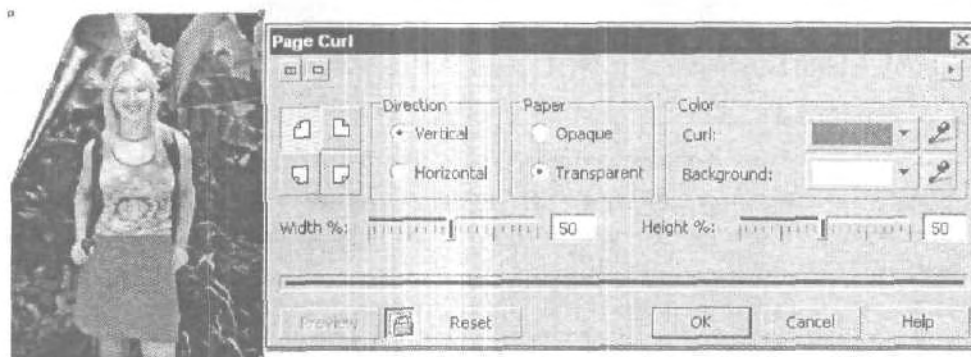 Page Curl
Direction
Paper
Color
Vertical
Opaque
Curl:
Horizontal
Transparent
Background:
Width %:
50
Height %:
50
Preview
Reset
OK
Cancel
Help